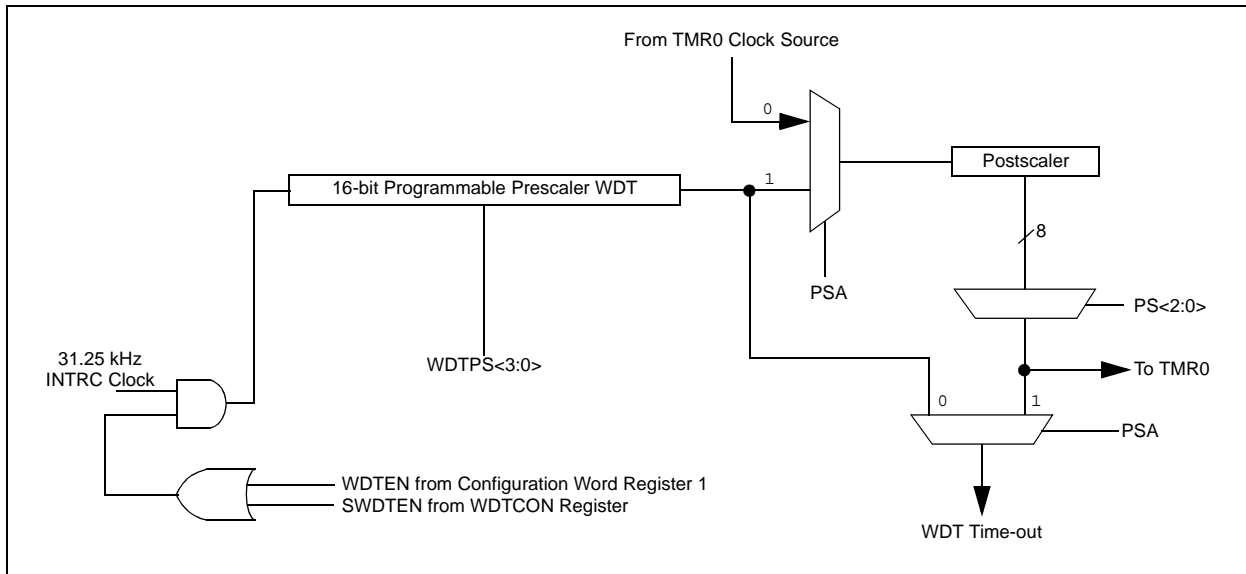 From TMR0 Clock Source
0
Postscaler
16-bit Programmable Prescaler WDT
1
8
PSA
PS<2:0>
31.25 kHz
INTRC Clock
WDTPS<3:0>
To TMR0
0
1
PSA
WDTEN from Configuration Word Register 1
SWDTEN from WDTCON Register
WDT Time-out